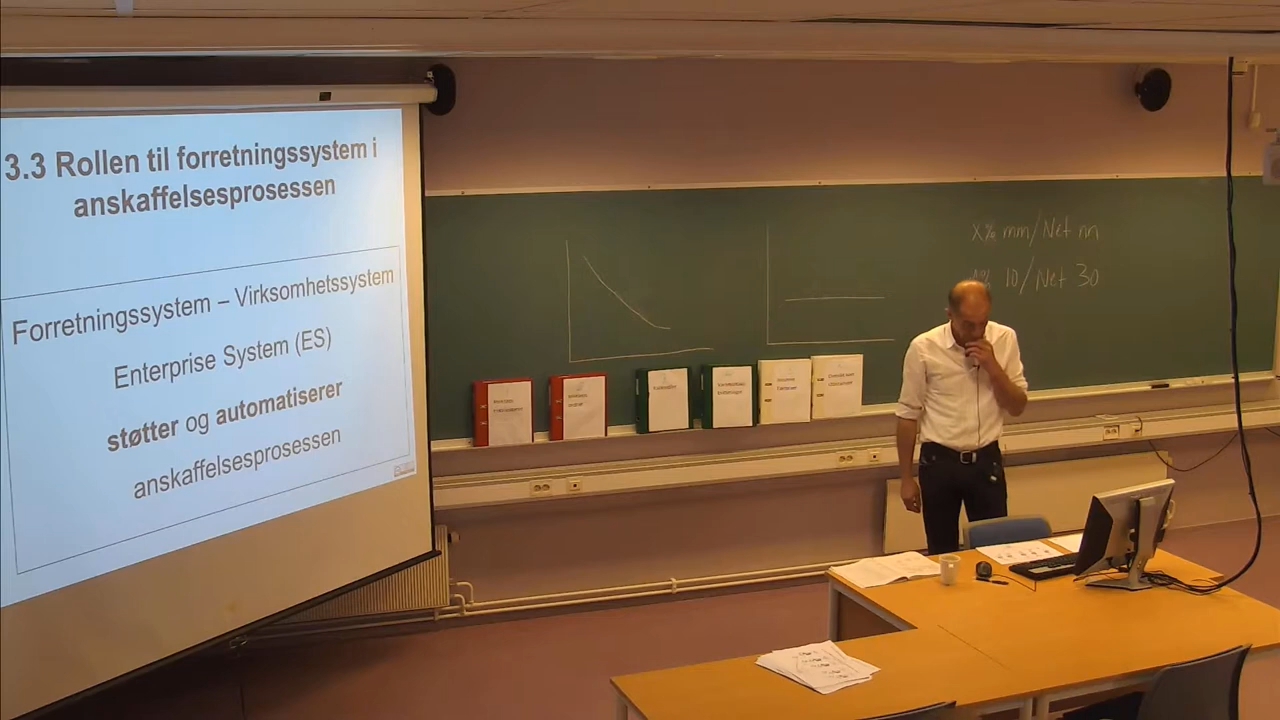 3.3 Rollen til forretningssystem i
anskaffelsesprosessen
Forretningssystem – Virksomhetssystem
Enterprise System (ES)
støtter og automatiserer
anskaffelsesprosessen
X% mm/Net nn
% 10/Net 30